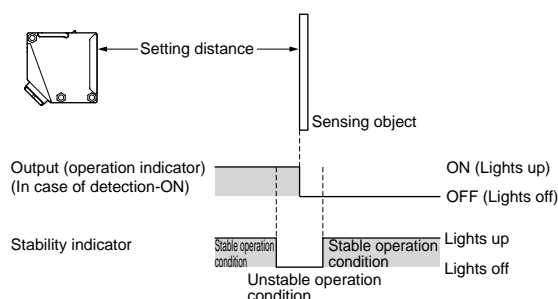 Setting distance
Sensing object
Output (operation indicator)
(In case of detection-ON)
ON (Lights up)
OFF (Lights off)
Stability indicator
Stable operation
condition
Stable operation
condition
Lights up
Lights off
Unstable operation
condition